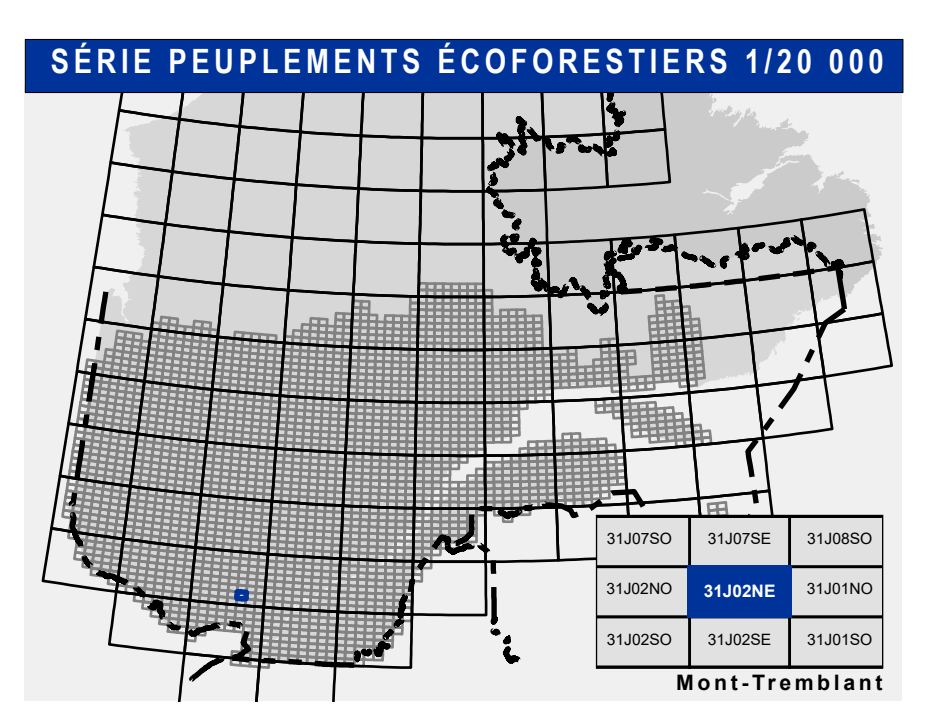 SÉRIE PEUPLEMENTS ÉCOFORESTIERS 1/20 000
31J07SO 31J07SE 31J08SO
31J02NO 31J02NE 31J01NO
31J02SO 31J02SE 31J01SO
Mont-Tremblant